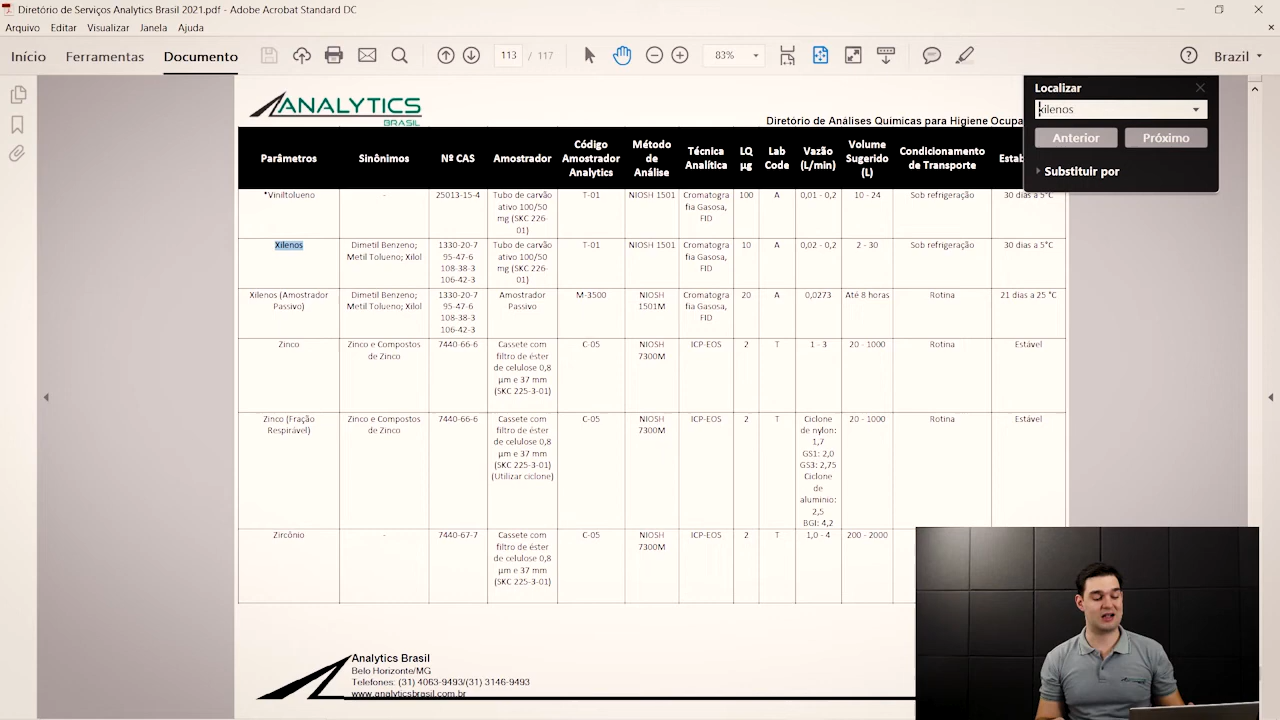 Diretório de Serviços Analytics Brasil 2021.pdf - Adobe Acrobat Standard DC
Arquivo Editar Visualizar Janela Ajuda
Início Ferramentas Documento 113 / 117 83% Brazil
Localizar
xilenos
Anterior Próximo
Substituir por
ANALYTICS
BRASIL
Diretório de Análises Químicas para Higiene Ocupa
Parâmetros Sinônimos Nº CAS Amostrador Código Amostrador Analytics Método de Análise Técnica Analítica LQ µg Lab Code Vazão (L/min) Volume Sugerido (L) Condicionamento de Transporte Estab
*Viniltolueno - 25013-15-4 Tubo de carvão ativo 100/50 mg (SKC 226-01) T-01 NIOSH 1501 Cromatografia Gasosa, FID 100 A 0,01 - 0,2 10 - 24 Sob refrigeração 30 dias a 5°C
Xilenos Dimetil Benzeno; Metil Tolueno; Xilol 1330-20-7 95-47-6 108-38-3 106-42-3 Tubo de carvão ativo 100/50 mg (SKC 226-01) T-01 NIOSH 1501 Cromatografia Gasosa, FID 10 A 0,02 - 0,2 2 - 30 Sob refrigeração 30 dias a 5°C
Xilenos (Amostrador Passivo) Dimetil Benzeno; Metil Tolueno; Xilol 1330-20-7 95-47-6 108-38-3 106-42-3 Amostrador Passivo M-3500 NIOSH 1501M Cromatografia Gasosa, FID 20 A 0,0273 Até 8 horas Rotina 21 dias a 25 °C
Zinco Zinco e Compostos de Zinco 7440-66-6 Cassete com filtro de éster de celulose 0,8 µm e 37 mm (SKC 225-3-01) C-05 NIOSH 7300M ICP-EOS 2 T 1 - 3 20 - 1000 Rotina Estável
Zinco (Fração Respirável) Zinco e Compostos de Zinco 7440-66-6 Cassete com filtro de éster de celulose 0,8 µm e 37 mm (SKC 225-3-01) (Utilizar ciclone) C-05 NIOSH 7300M ICP-EOS 2 T Ciclone de nylon: 1,7 GS1: 2,0 GS3: 2,75 Ciclone de alumínio: 2,5 BGI: 4,2 20 - 1000 Rotina Estável
Zircônio - 7440-67-7 Cassete com filtro de éster de celulose 0,8 µm e 37 mm (SKC 225-3-01) C-05 NIOSH 7300M ICP-EOS 2 T 1,0 - 4 200 - 2000
Analytics Brasil
Belo Horizonte/MG
Telefones: (31) 4063-9493/(31) 3146-9493
www.analyticsbrasil.com.br